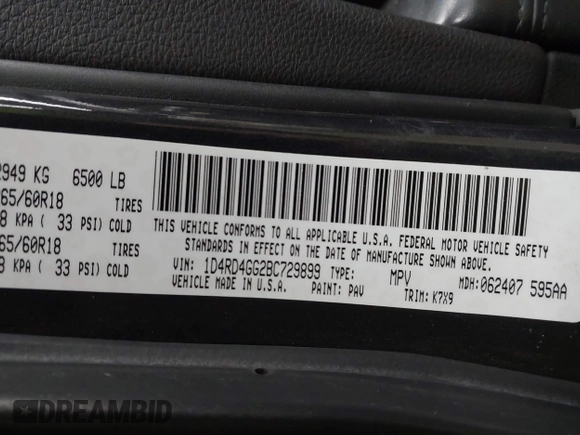 2949 KG 6500 LB
65/60R18 TIRES
8 KPA ( 33 PSI) COLD
65/60R18 TIRES
8 KPA ( 33 PSI) COLD
THIS VEHICLE CONFORMS TO ALL APPLICABLE U.S.A. FEDERAL MOTOR VEHICLE SAFETY
STANDARDS IN EFFECT ON THE DATE OF MANUFACTURE SHOWN ABOVE.
VIN: 1D4RD4GG2BC729899 TYPE: MPV MDH: 062407 595AA
VEHICLE MADE IN U.S.A. PAINT: PAV TRIM: K7X9
DREAMBID